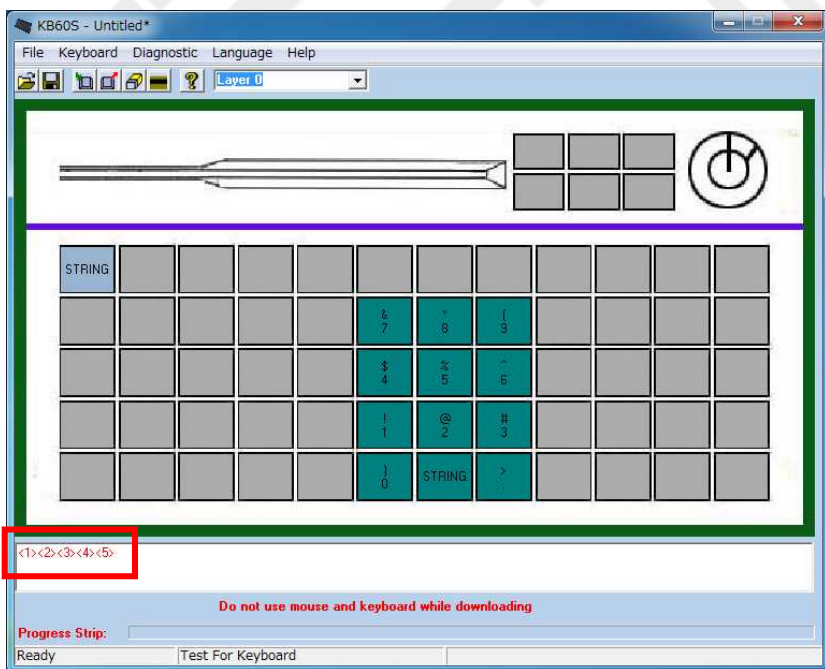 KB60S - Untitled*
File Keyboard Diagnostic Language Help
Layer 0
STRING
& * (
7 8 9
$ % ^
4 5 6
! @ #
1 2 3
) STRING >
0 .
<1><2><3><4><5>
Do not use mouse and keyboard while downloading
Progress Strip:
Ready Test For Keyboard